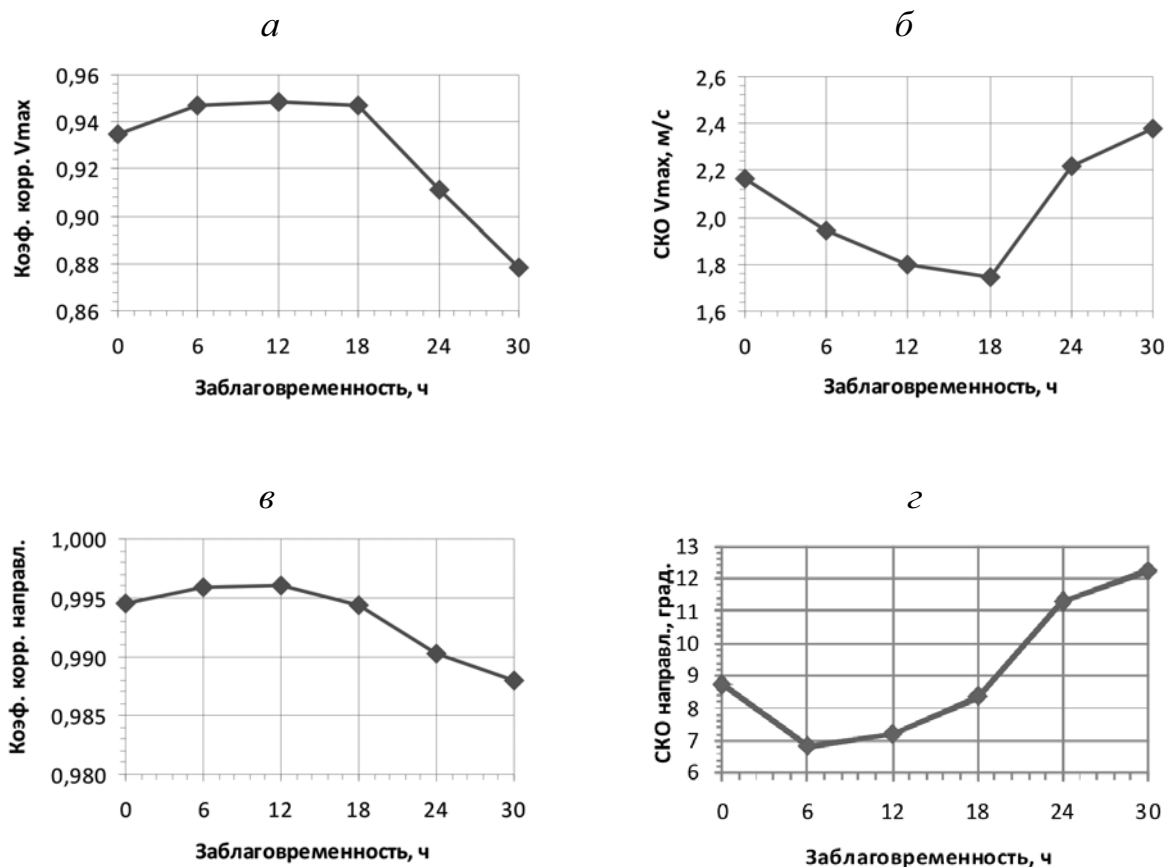 а
Коэф. корр. Vmax
0,96
0,94
0,92
0,90
0,88
0,86
0 6 12 18 24 30
Заблаговременность, ч
б
СКО Vmax, м/с
2,6
2,4
2,2
2,0
1,8
1,6
0 6 12 18 24 30
Заблаговременность, ч
в
Коэф. корр. направл.
1,000
0,995
0,990
0,985
0,980
0 6 12 18 24 30
Заблаговременность, ч
г
СКО направл., град.
13
12
11
10
9
8
7
6
0 6 12 18 24 30
Заблаговременность, ч